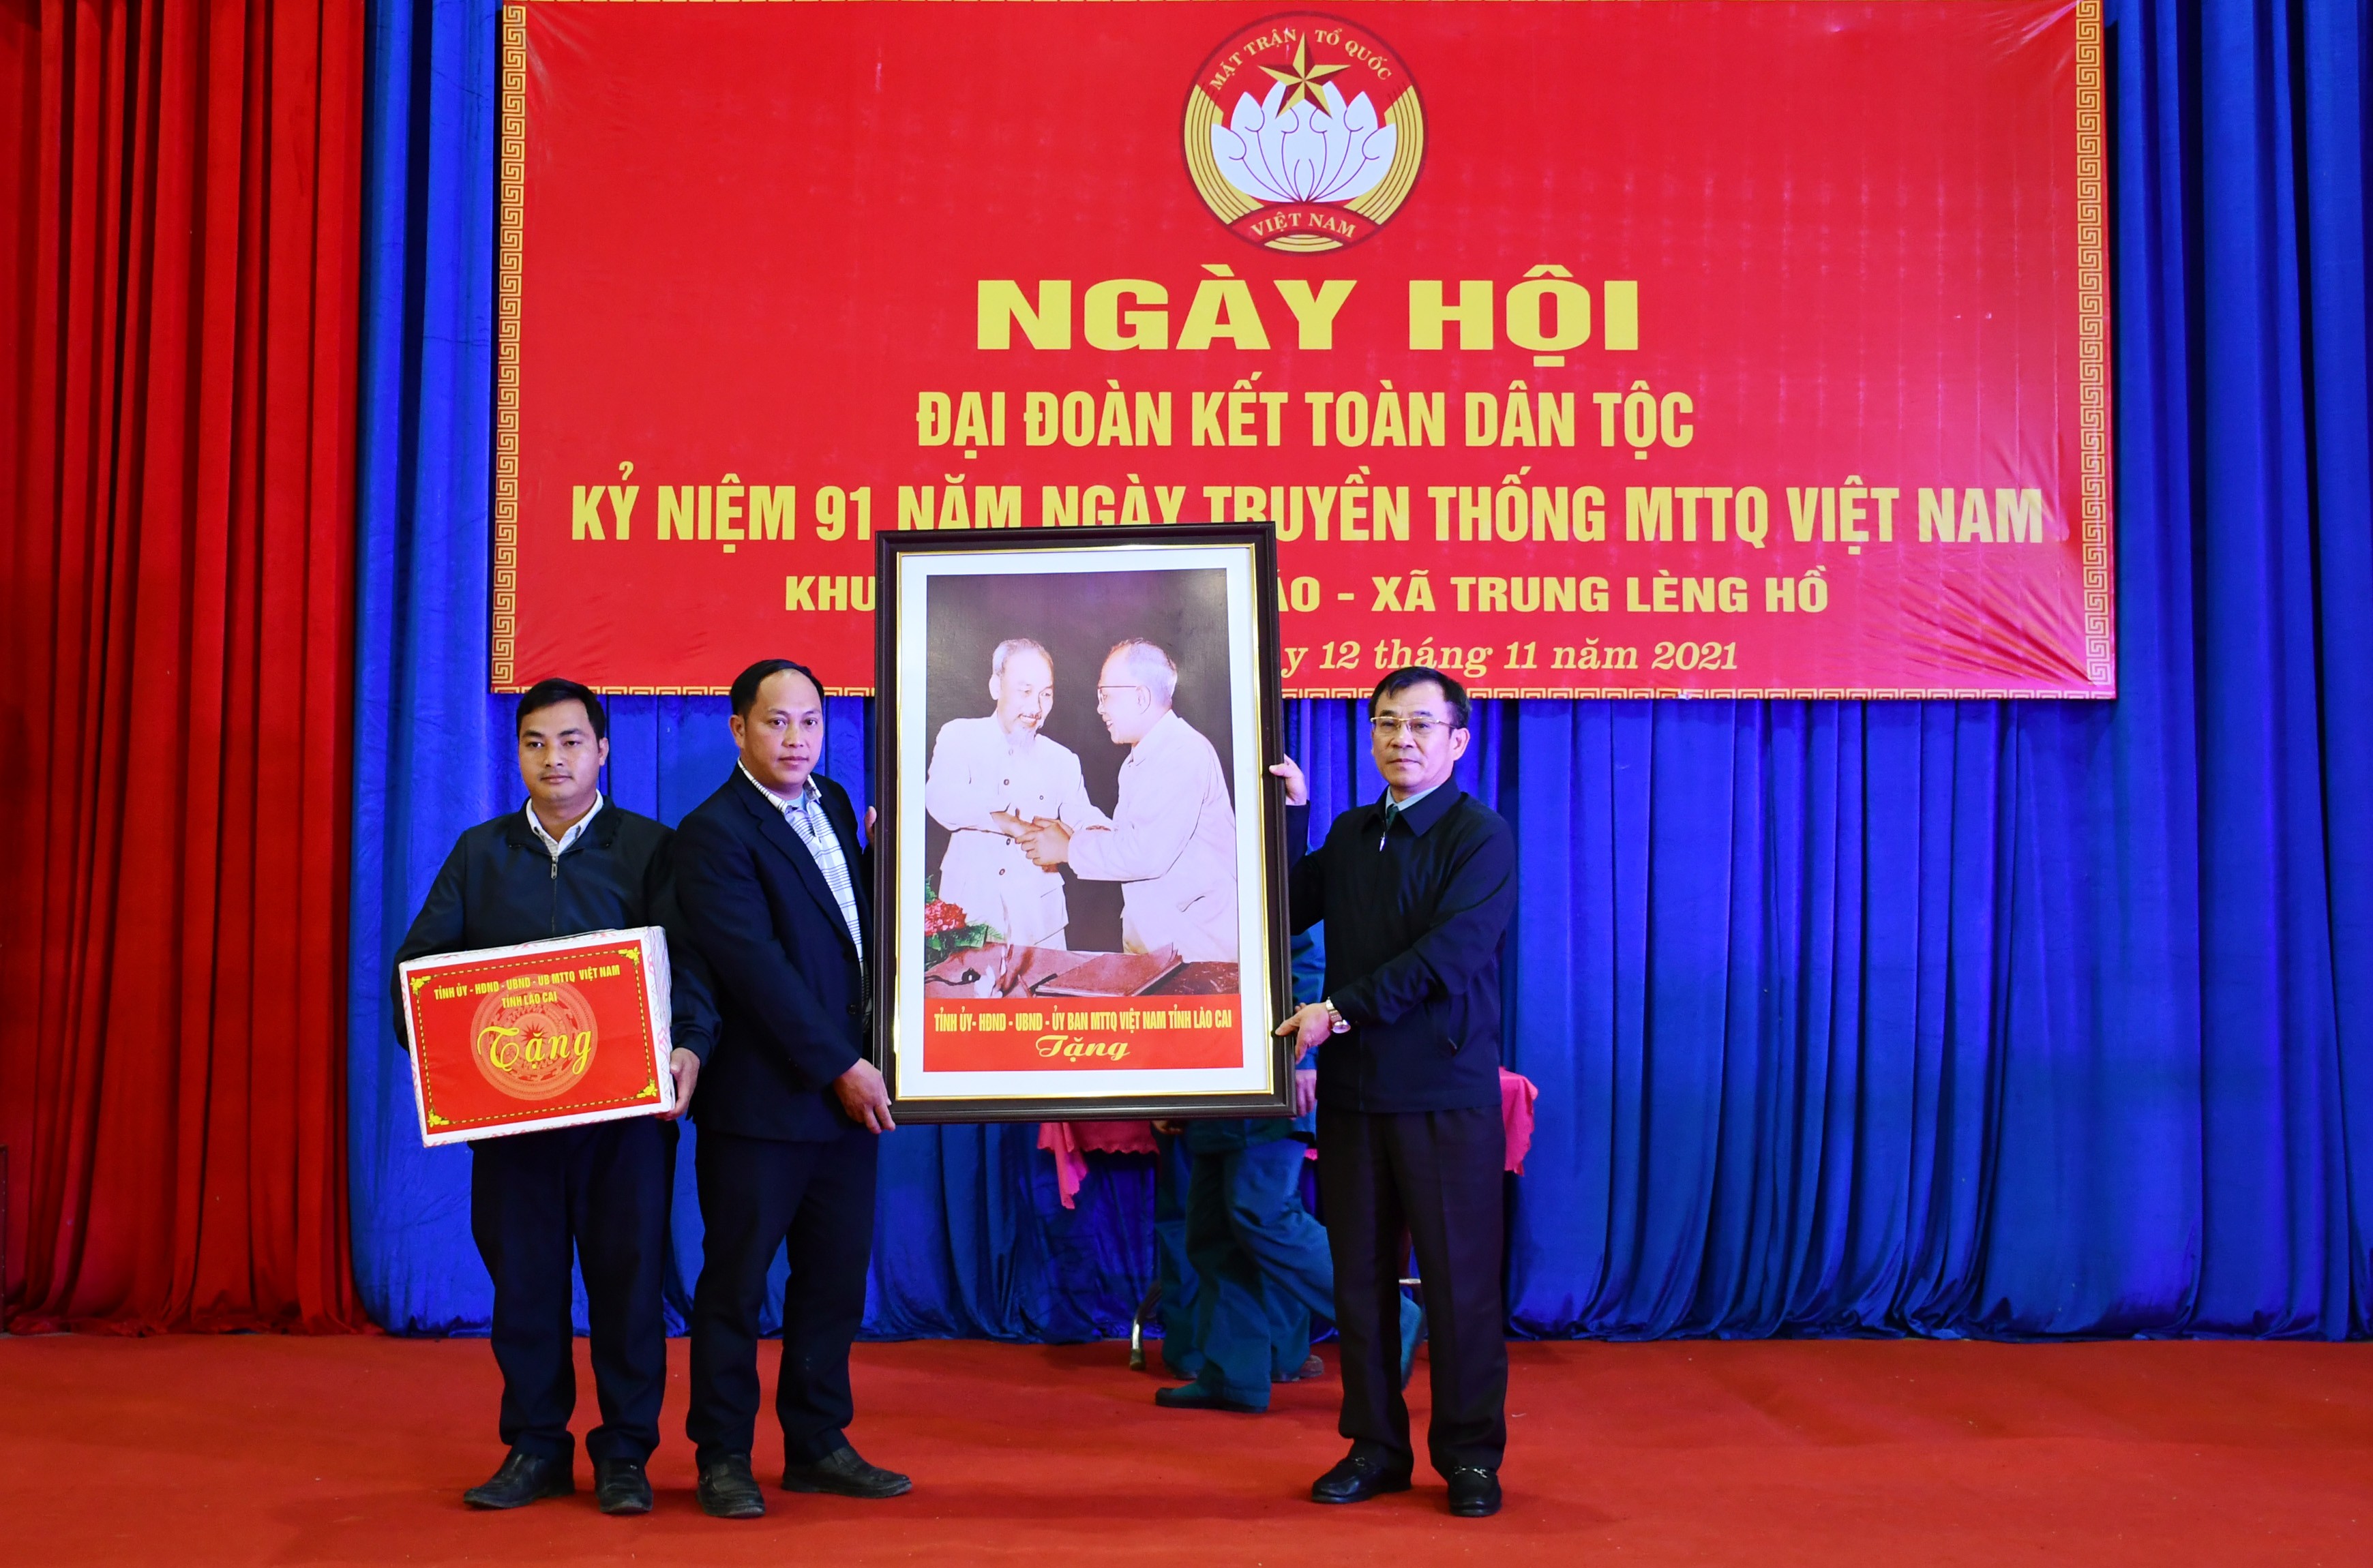 MẶT TRẬN TỔ QUỐC
VIỆT NAM
NGÀY HỘI
ĐẠI ĐOÀN KẾT TOÀN DÂN TỘC
KỶ NIỆM 91 NĂM NGÀY TRUYỀN THỐNG MTTQ VIỆT NAM
KHU - XÃ TRUNG LÈNG HỒ
12 tháng 11 năm 2021
TỈNH ỦY - HĐND - UBND - UB MTTQ VIỆT NAM
TỈNH LÀO CAI
Tặng
TỈNH ỦY- HĐND - UBND - ỦY BAN MTTQ VIỆT NAM TỈNH LÀO CAI
Tặng